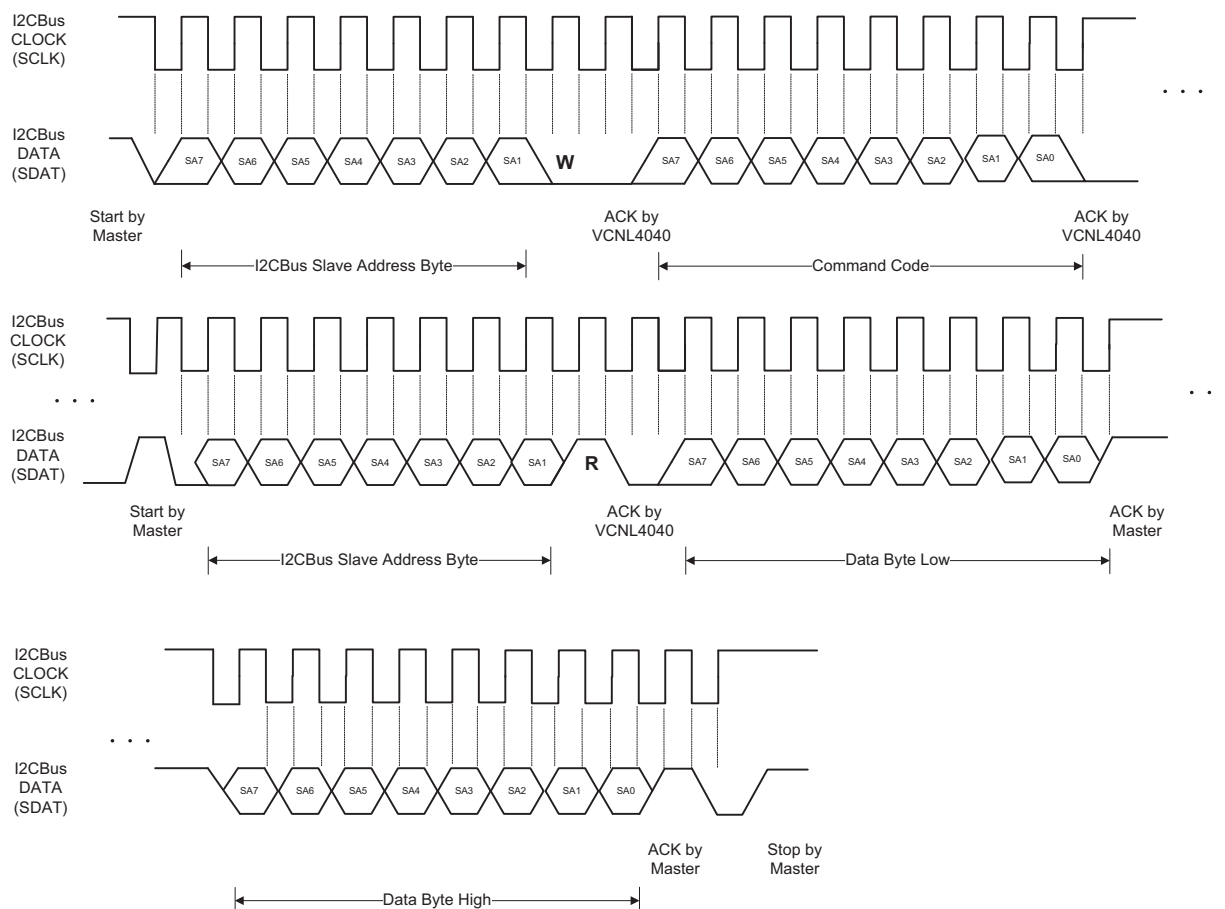 I2CBus
CLOCK
(SCLK)
. . .
I2CBus
DATA
(SDAT)
SA7 SA6 SA5 SA4 SA3 SA2 SA1 W SA7 SA6 SA5 SA4 SA3 SA2 SA1 SA0
Start by
Master
ACK by
VCNL4040
ACK by
VCNL4040
I2CBus Slave Address Byte
Command Code
I2CBus
CLOCK
(SCLK)
. . .
. . .
I2CBus
DATA
(SDAT)
SA7 SA6 SA5 SA4 SA3 SA2 SA1 R SA7 SA6 SA5 SA4 SA3 SA2 SA1 SA0
Start by
Master
ACK by
VCNL4040
ACK by
Master
I2CBus Slave Address Byte
Data Byte Low
I2CBus
CLOCK
(SCLK)
. . .
I2CBus
DATA
(SDAT)
SA7 SA6 SA5 SA4 SA3 SA2 SA1 SA0
ACK by
Master
Stop by
Master
Data Byte High